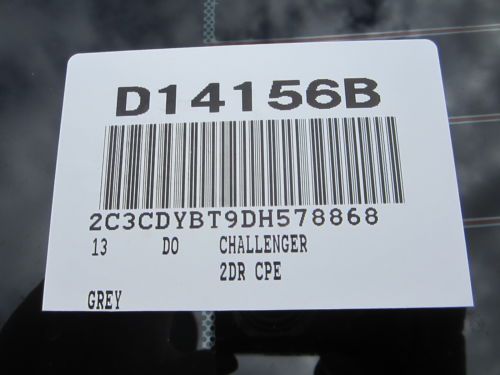 D14156B
2C3CDYBT9DH578868
13 DO CHALLENGER
2DR CPE
GREY